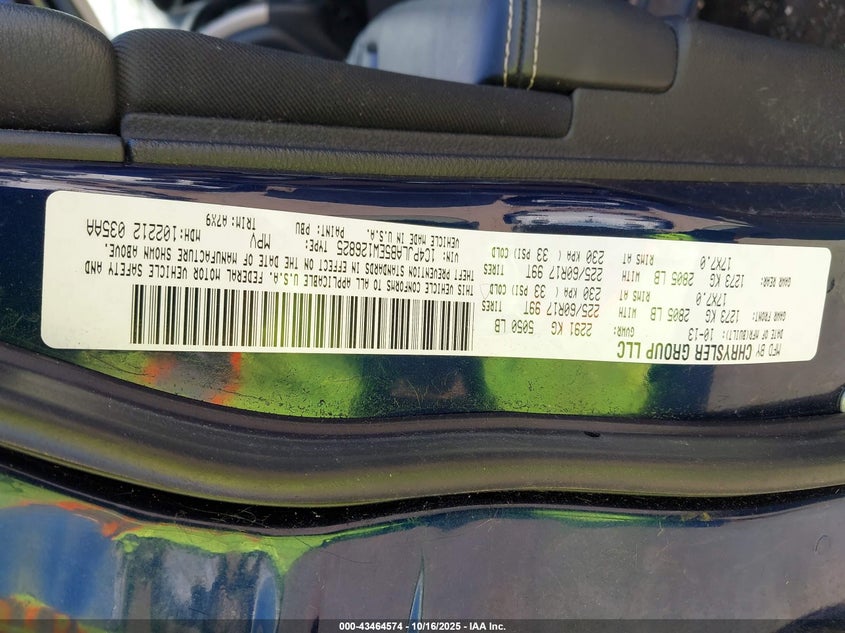 MFD BY CHRYSLER GROUP LLC
DATE OF MFR(BUILT): 10-13 GVWR: 2291 KG 5050 LB
GAWR FRONT: 1273 KG 2805 LB WITH 225/60R17 99T TIRES
17X7.0 RIMS AT 230 KPA ( 33 PSI) COLD
GAWR REAR: 1273 KG 2805 LB WITH 225/60R17 99T TIRES
17X7.0 RIMS AT 230 KPA ( 33 PSI) COLD
THIS VEHICLE CONFORMS TO ALL APPLICABLE U.S.A. FEDERAL MOTOR VEHICLE SAFETY AND
THEFT PREVENTION STANDARDS IN EFFECT ON THE DATE OF MANUFACTURE SHOWN ABOVE.
VIN: 1C4PJLAB5EW126825 TYPE: MPV MDH:102212 035AA
VEHICLE MADE IN U.S.A. PAINT: PBU TRIM:A7X9
000-43464574 | 10/16/2025 - IAA Inc.